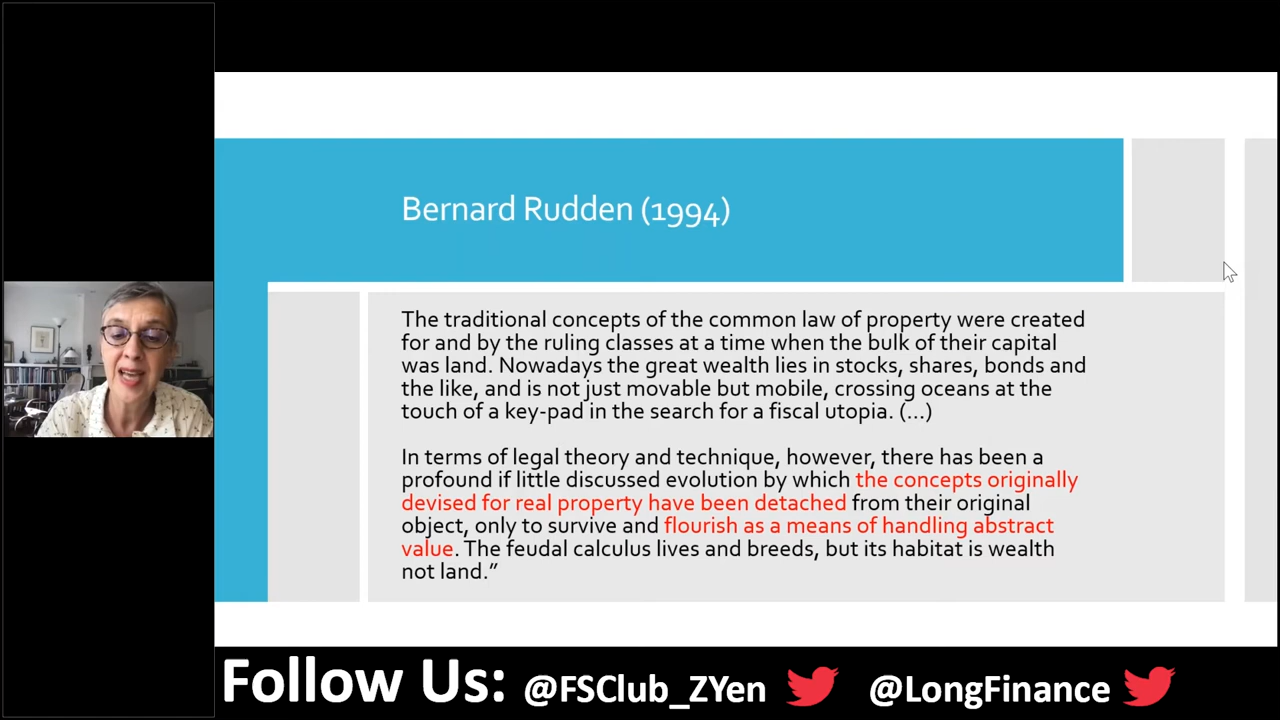 Bernard Rudden (1994)
The traditional concepts of the common law of property were created
for and by the ruling classes at a time when the bulk of their capital
was land. Nowadays the great wealth lies in stocks, shares, bonds and
the like, and is not just movable but mobile, crossing oceans at the
touch of a key-pad in the search for a fiscal utopia. (...)
In terms of legal theory and technique, however, there has been a
profound if little discussed evolution by which the concepts originally
devised for real property have been detached from their original
object, only to survive and flourish as a means of handling abstract
value. The feudal calculus lives and breeds, but its habitat is wealth
not land.”
Follow Us: @FSClub_ZYen @LongFinance